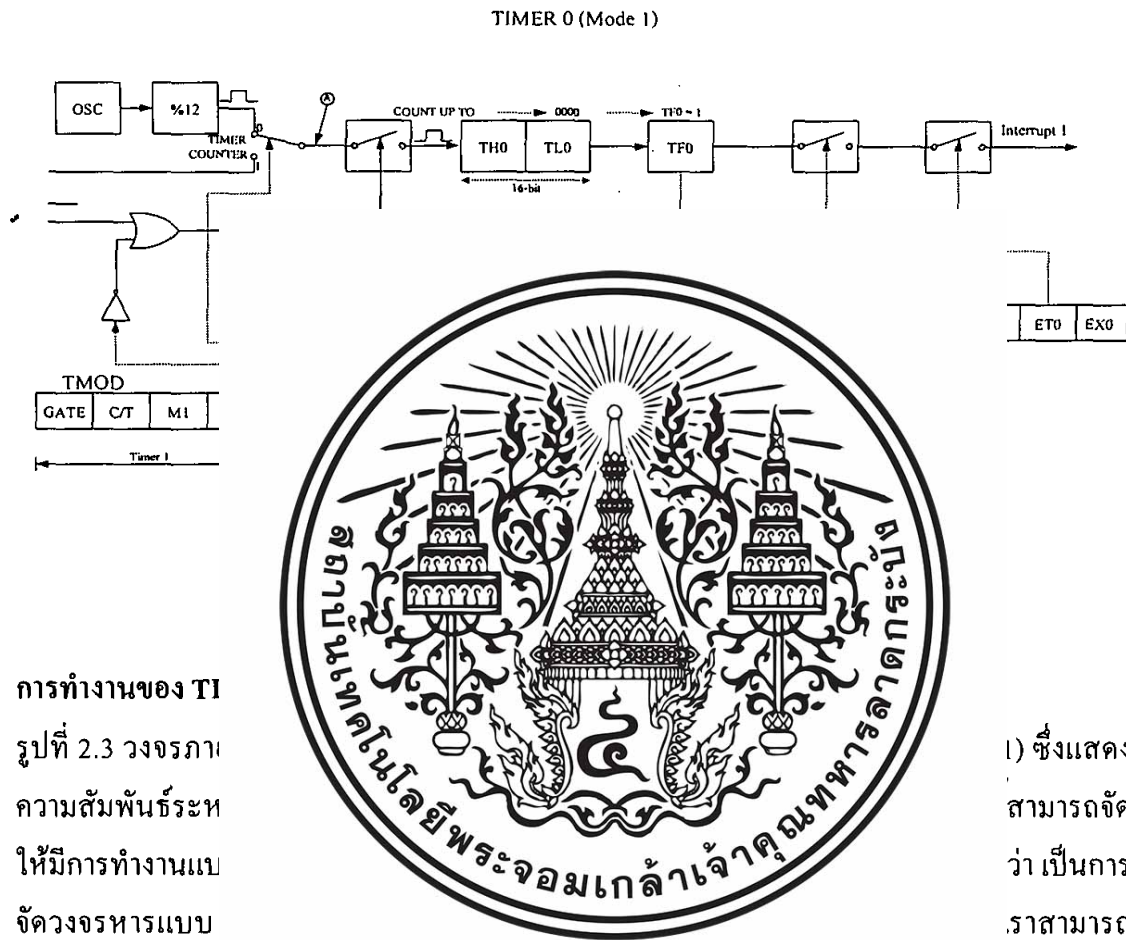 TIMER 0 (Mode 1)
OSC
%12
0
TIMER
COUNTER
1
A
COUNT UP TO
0000
TF0 = 1
TH0
TL0
16-bit
TF0
Interrupt 1
ET0
EX0
TMOD
GATE
C/T
M1
Timer 1
สถาบันเทคโนโลยีพระจอมเกล้าเจ้าคุณทหารลาดกระบัง
การทำงานของ
รูปที่ 2.3 วงจรภา
1) ซึ่งแสดง
ความสัมพันธ์ระห
สามารถจัด
ให้มีการทำงานแบ
ว่า เป็นการ
จัดวงจรหารแบบ
ราสามารถ